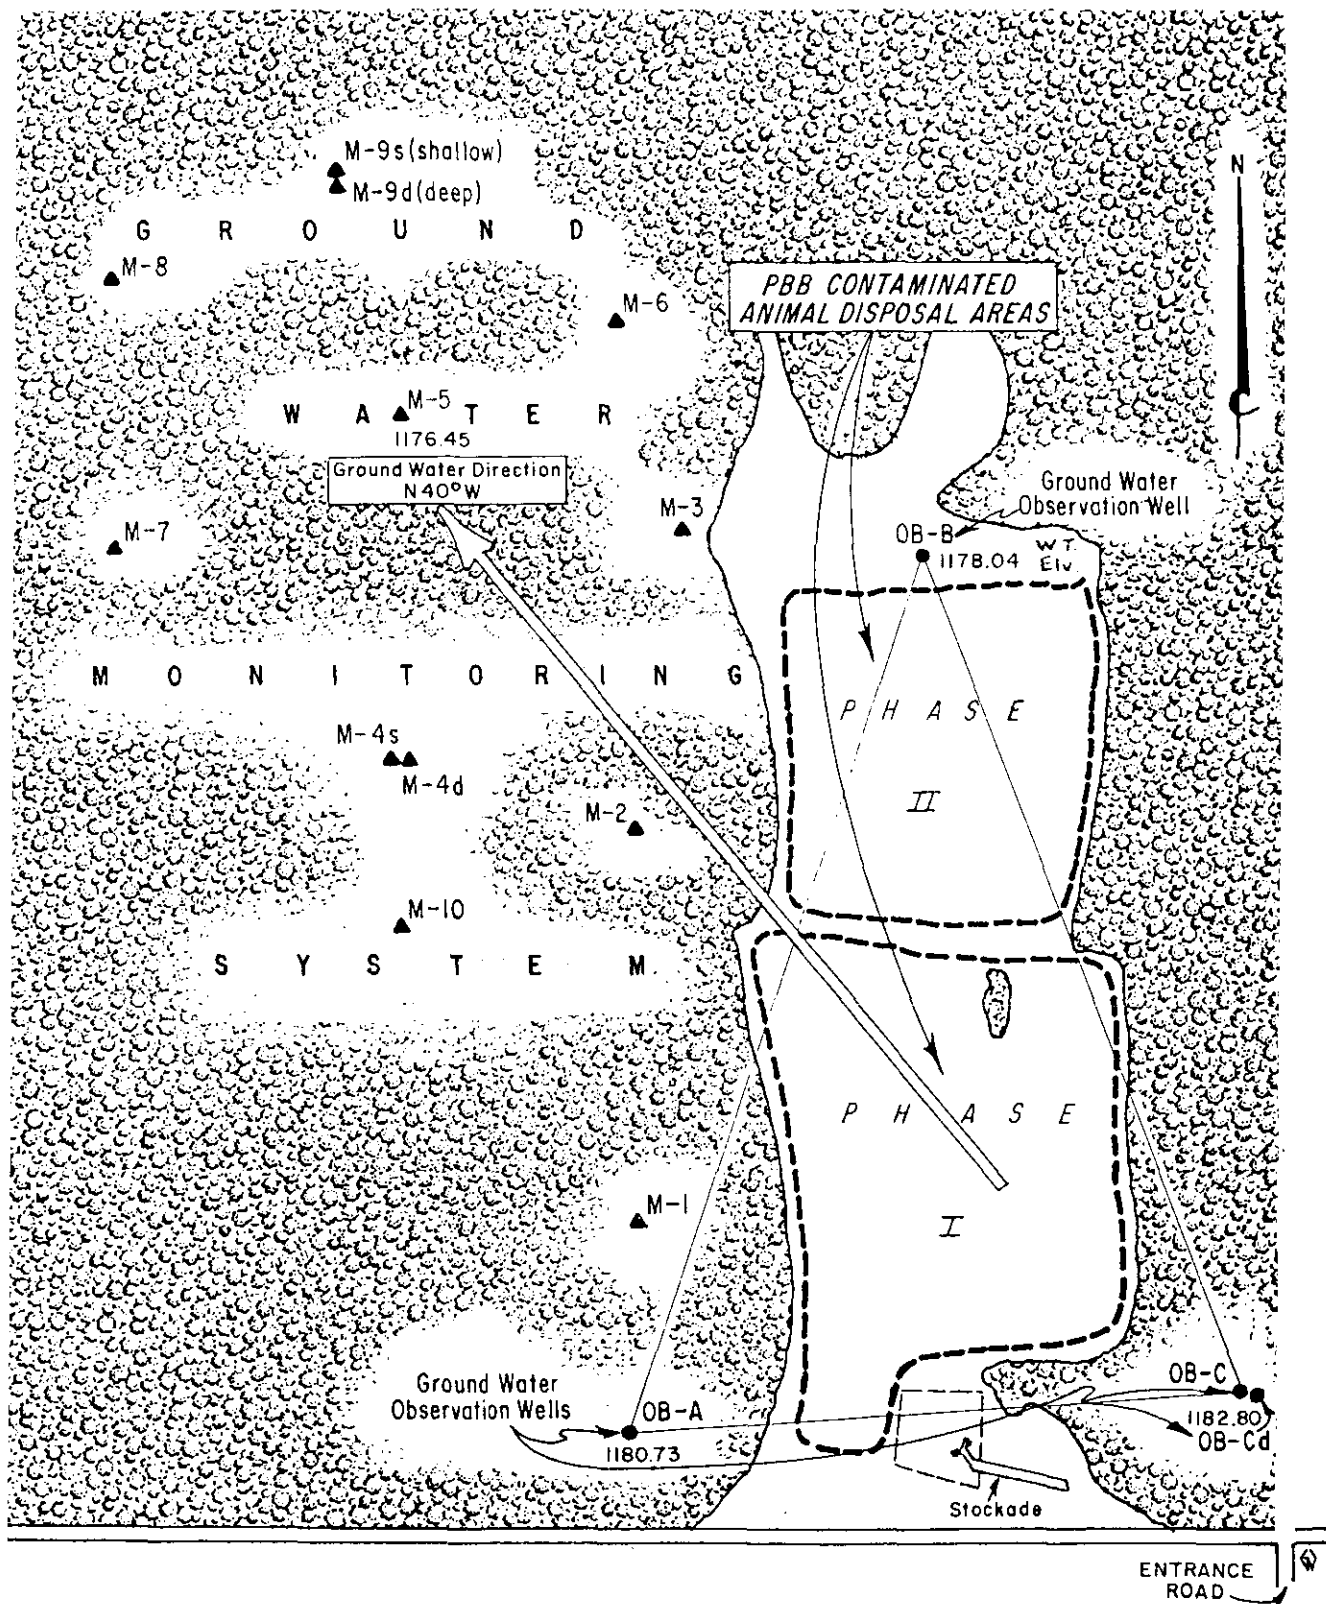 M-9s(shallow)
M-9d(deep)
N
G R O U N D
M-8
PBB CONTAMINATED
ANIMAL DISPOSAL AREAS
M-6
M-5
W A T E R
1176.45
Ground Water Direction
N40°W
Ground Water
Observation Well
M-3
M-7
OB-B
1178.04
W T.
Elv.
M O N I T O R I N G
P H A S E
II
M-4s
M-4d
M-2
M-10
S Y S T E M
P H A S E
I
M-1
Ground Water
Observation Wells
OB-A
1180.73
OB-C
1182.80
OB-Cd
Stockade
ENTRANCE
ROAD